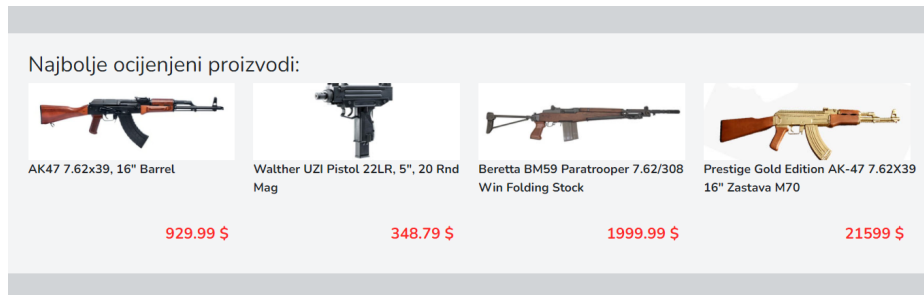 Najbolje ocijenjeni proizvodi:
AK47 7.62x39, 16" Barrel
Walther UZI Pistol 22LR, 5", 20 Rnd
Mag
Beretta BM59 Paratrooper 7.62/308
Win Folding Stock
Prestige Gold Edition AK-47 7.62X39
16" Zastava M70
929.99 $
348.79 $
1999.99 $
21599 $